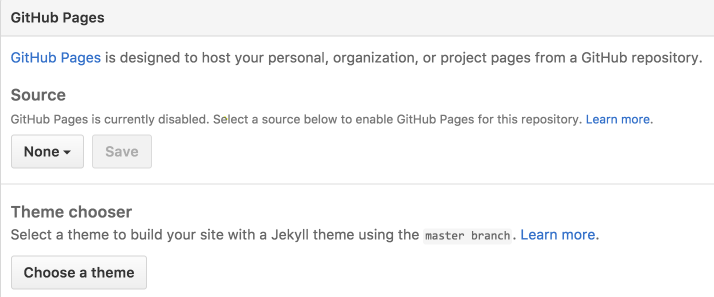 GitHub Pages
GitHub Pages is designed to host your personal, organization, or project pages from a GitHub repository.
Source
GitHub Pages is currently disabled. Select a source below to enable GitHub Pages for this repository. Learn more.
None Save
Theme chooser
Select a theme to build your site with a Jekyll theme using the master branch. Learn more.
Choose a theme